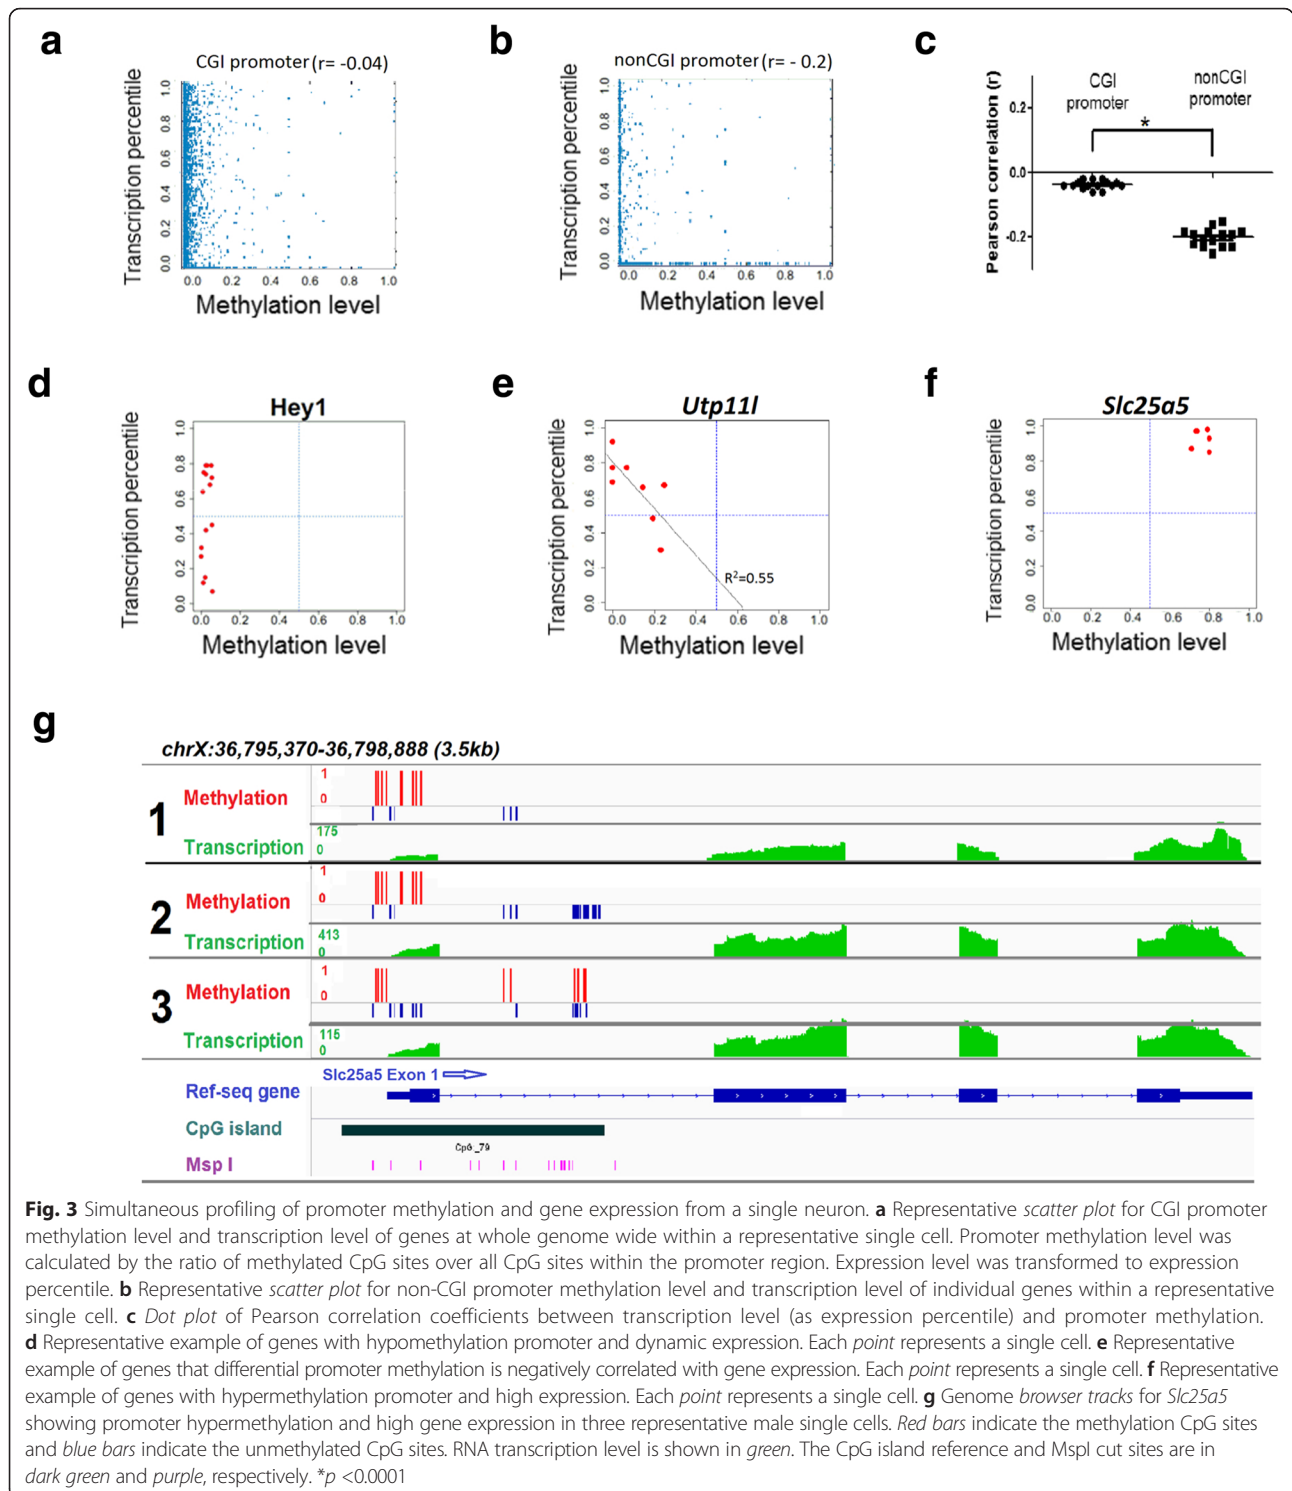 a
CGI promoter (r= -0.04)
Transcription percentile
0.0 0.2 0.4 0.6 0.8 1.0
0.0 0.2 0.4 0.6 0.8 1.0
Methylation level
b
nonCGI promoter (r= - 0.2)
Transcription percentile
0.0 0.2 0.4 0.6 0.8 1.0
0.0 0.2 0.4 0.6 0.8 1.0
Methylation level
c
Pearson correlation (r)
0.2
0.0
-0.2
CGI
promoter
nonCGI
promoter
*
d
Hey1
Transcription percentile
0.0 0.2 0.4 0.6 0.8 1.0
0.0 0.2 0.4 0.6 0.8 1.0
Methylation level
e
Utp11l
Transcription percentile
0.0 0.2 0.4 0.6 0.8 1.0
R²=0.55
0.0 0.2 0.4 0.6 0.8 1.0
Methylation level
f
Slc25a5
Transcription percentile
0.0 0.2 0.4 0.6 0.8 1.0
0.0 0.2 0.4 0.6 0.8 1.0
Methylation level
g
chrX:36,795,370-36,798,888 (3.5kb)
1
Methylation
1
0
Transcription
175
0
2
Methylation
1
0
Transcription
413
0
3
Methylation
1
0
Transcription
115
0
Slc25a5 Exon 1
Ref-seq gene
CpG island
CpG_79
Msp I
Fig. 3 Simultaneous profiling of promoter methylation and gene expression from a single neuron. a Representative scatter plot for CGI promoter
methylation level and transcription level of genes at whole genome wide within a representative single cell. Promoter methylation level was
calculated by the ratio of methylated CpG sites over all CpG sites within the promoter region. Expression level was transformed to expression
percentile. b Representative scatter plot for non-CGI promoter methylation level and transcription level of individual genes within a representative
single cell. c Dot plot of Pearson correlation coefficients between transcription level (as expression percentile) and promoter methylation.
d Representative example of genes with hypomethylation promoter and dynamic expression. Each point represents a single cell. e Representative
example of genes that differential promoter methylation is negatively correlated with gene expression. Each point represents a single cell. f Representative
example of genes with hypermethylation promoter and high expression. Each point represents a single cell. g Genome browser tracks for Slc25a5
showing promoter hypermethylation and high gene expression in three representative male single cells. Red bars indicate the methylation CpG sites
and blue bars indicate the unmethylated CpG sites. RNA transcription level is shown in green. The CpG island reference and MspI cut sites are in
dark green and purple, respectively. *p <0.0001